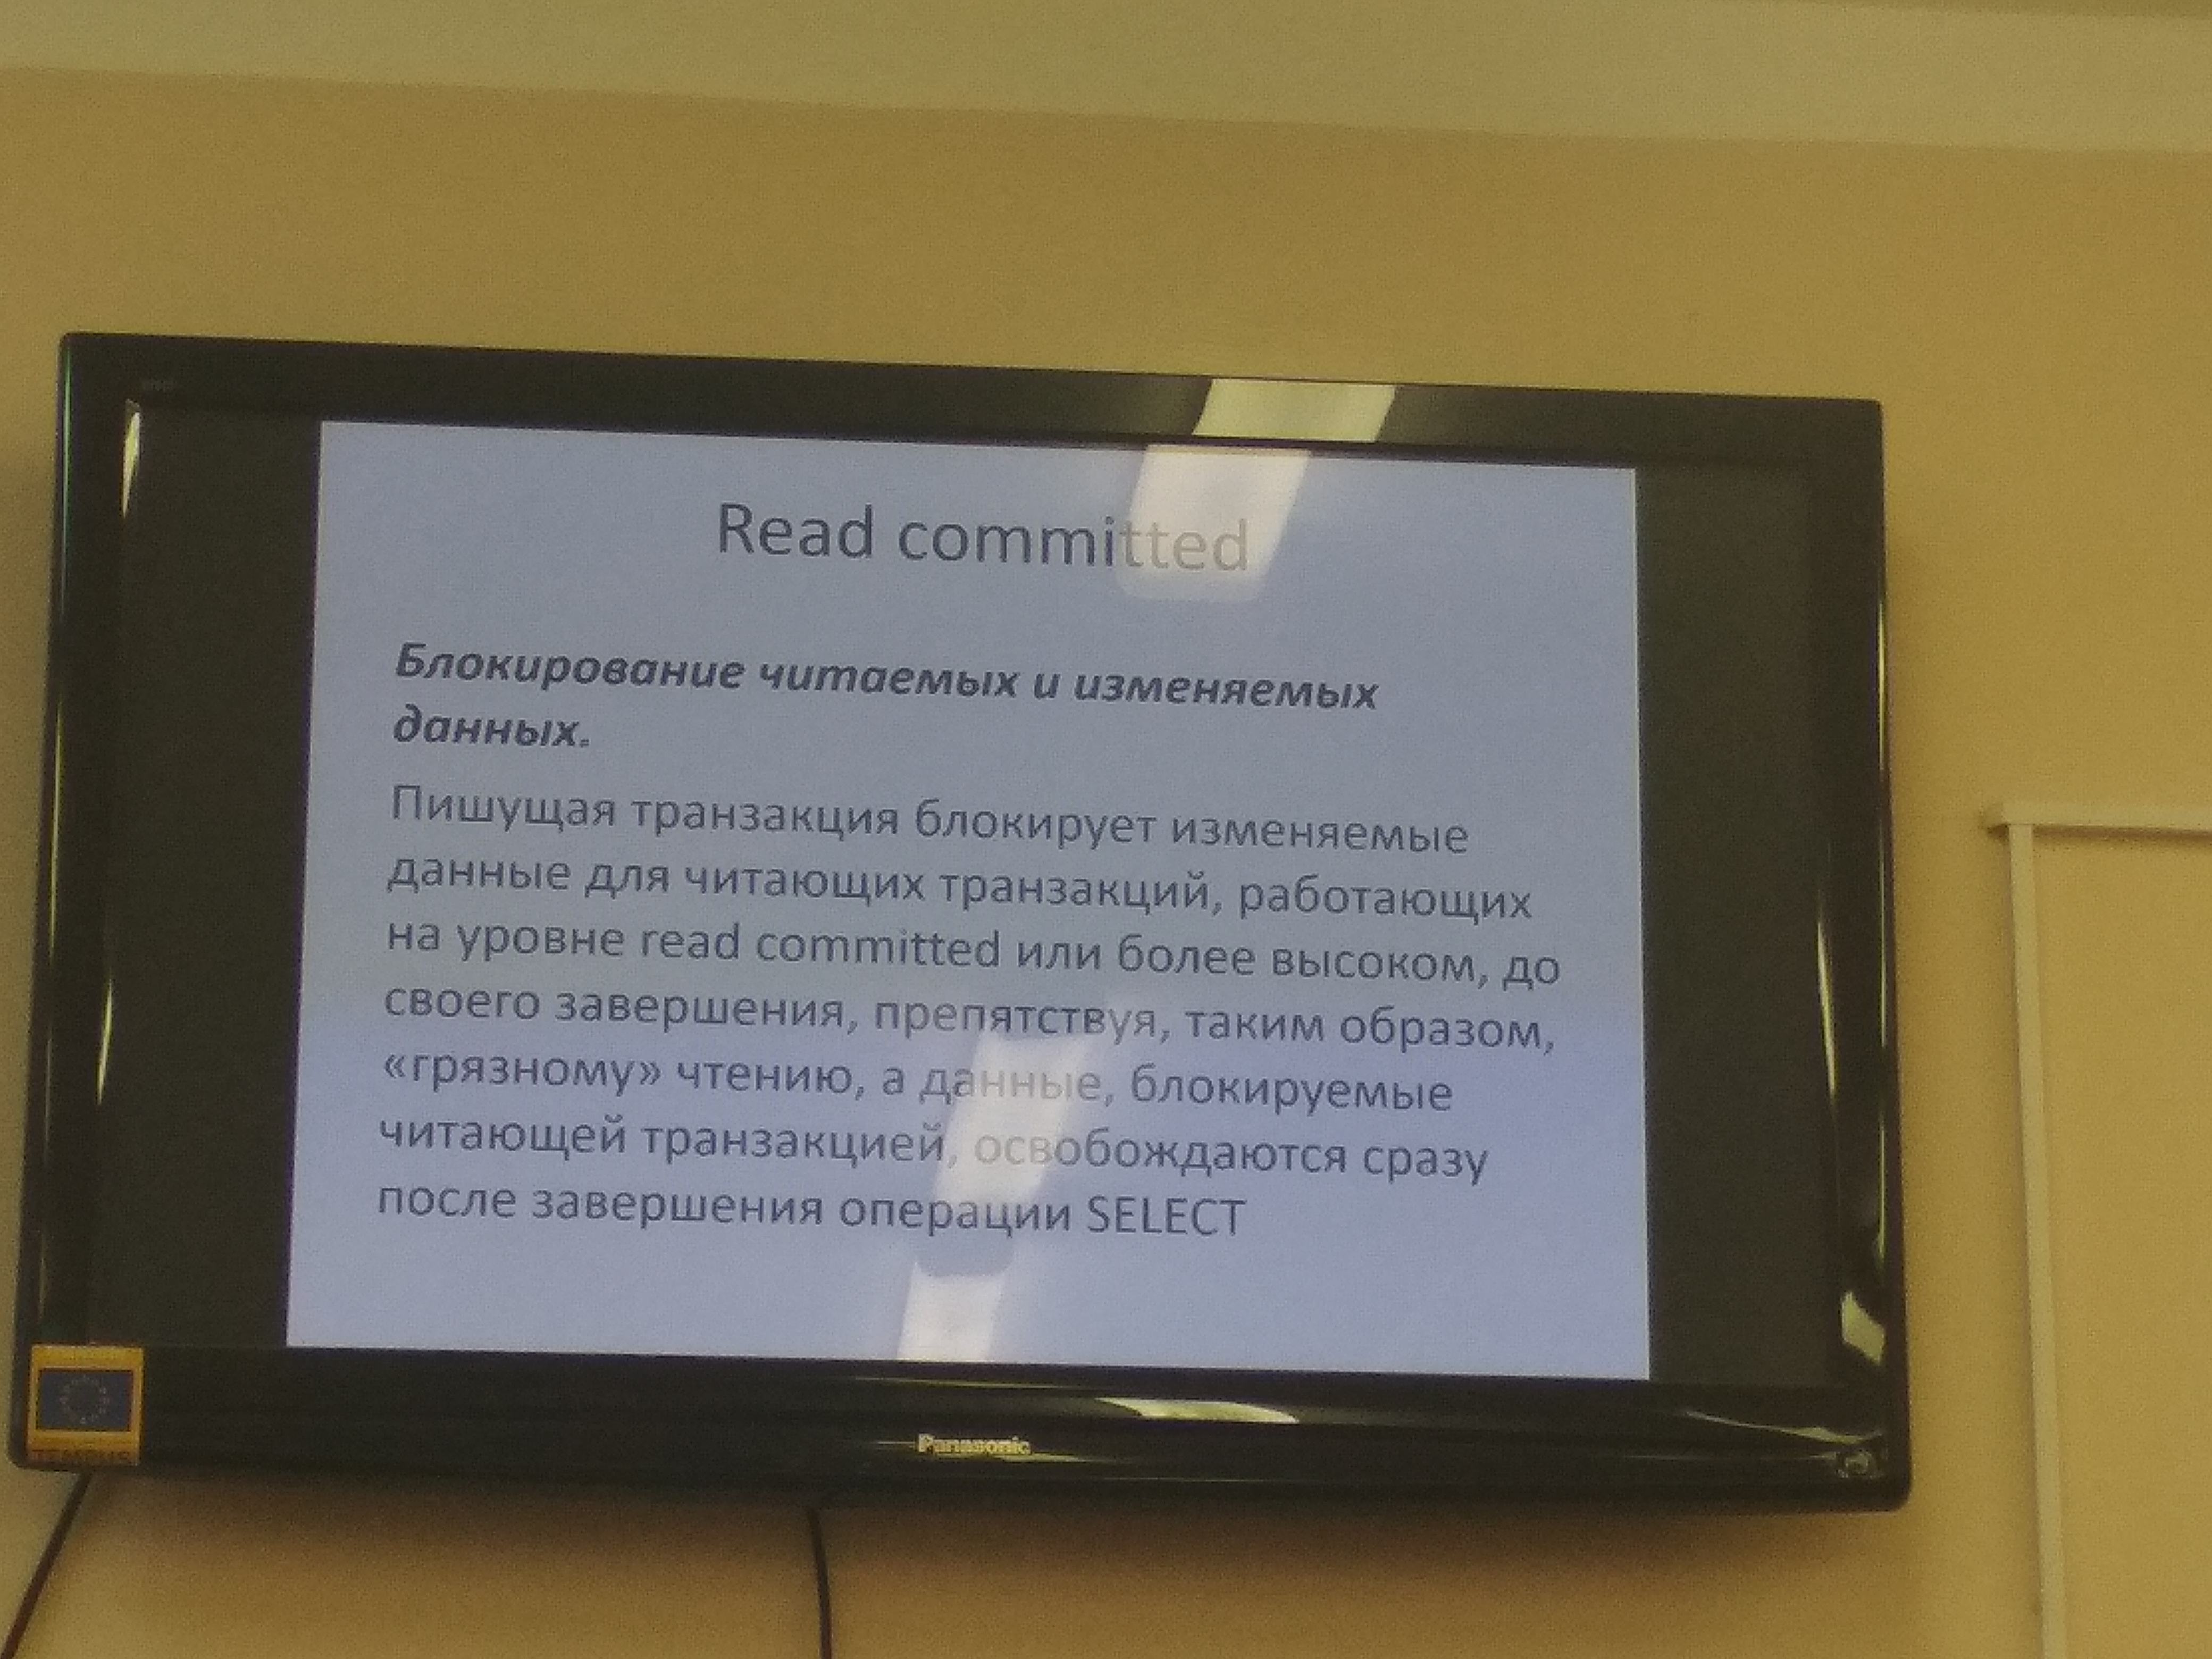 Read committed
Блокирование читаемых и изменяемых
данных.
Пишущая транзакция блокирует изменяемые
данные для читающих транзакций, работающих
на уровне read committed или более высоком, до
своего завершения, препятствуя, таким образом,
«грязному» чтению, а данные, блокируемые
читающей транзакцией, освобождаются сразу
после завершения операции SELECT
Panasonic